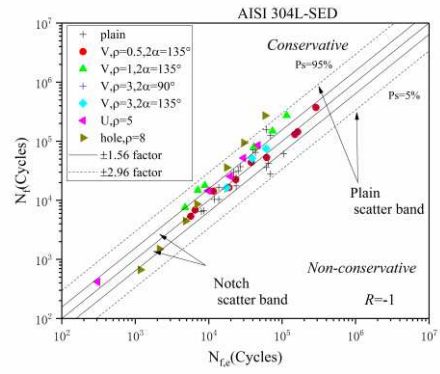 AISI 304L-SED
10^7
10^6
10^5
10^4
10^3
10^2
N_f(Cycles)
plain
V,ρ=0.5,2α=135°
V,ρ=1,2α=135°
V,ρ=3,2α=90°
V,ρ=3,2α=135°
U,ρ=5
hole,ρ=8
±1.56 factor
±2.96 factor
Conservative
Ps=95%
Ps=5%
Plain
scatter band
Notch
scatter band
Non-conservative
R=-1
10^2 10^3 10^4 10^5 10^6 10^7
N_f,e(Cycles)